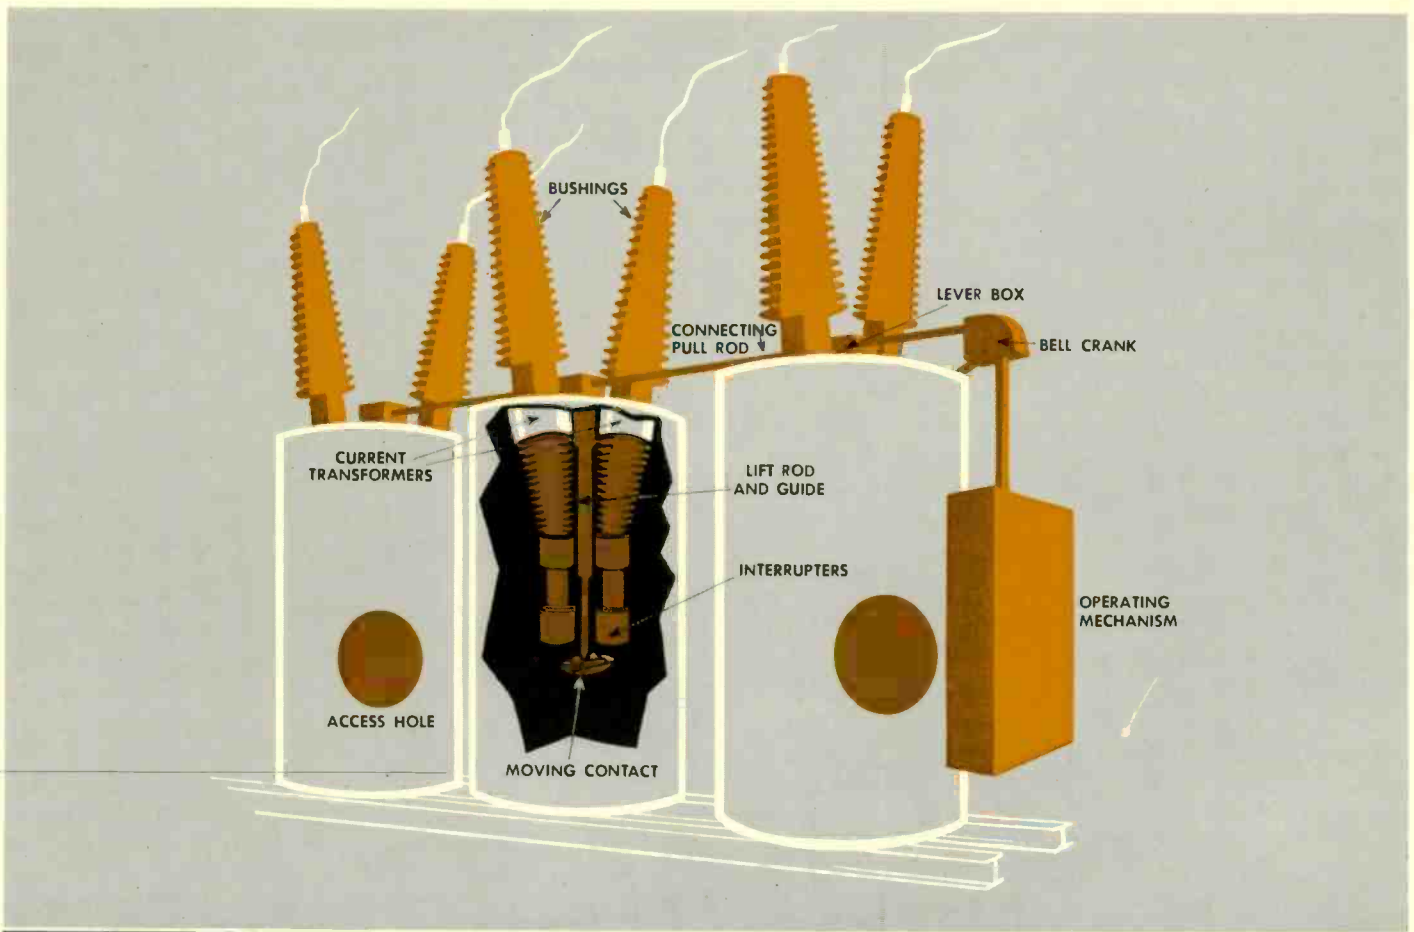 BUSHINGS
LEVER BOX
CONNECTING
PULL ROD
BELL CRANK
CURRENT
TRANSFORMERS
LIFT ROD
AND GUIDE
INTERRUPTERS
OPERATING
MECHANISM
ACCESS HOLE
MOVING CONTACT